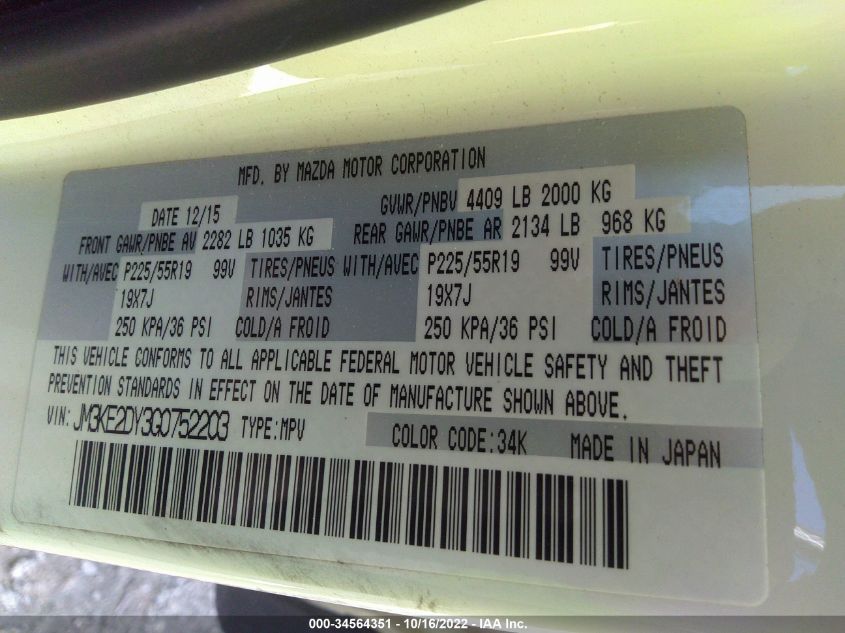 MFD. BY MAZDA MOTOR CORPORATION
DATE 12/15 GVWR/PNBV 4409 LB 2000 KG
FRONT GAWR/PNBE AV 2282 LB 1035 KG REAR GAWR/PNBE AR 2134 LB 968 KG
WITH/AVEC P225/55R19 99V TIRES/PNEUS WITH/AVEC P225/55R19 99V TIRES/PNEUS
19X7J RIMS/JANTES 19X7J RIMS/JANTES
250 KPA/36 PSI COLD/A FROID 250 KPA/36 PSI COLD/A FROID
THIS VEHICLE CONFORMS TO ALL APPLICABLE FEDERAL MOTOR VEHICLE SAFETY AND THEFT
PREVENTION STANDARDS IN EFFECT ON THE DATE OF MANUFACTURE SHOWN ABOVE.
VIN: JM3KE2DY3G0752203 TYPE:MPV COLOR CODE:34K MADE IN JAPAN
000-34564351 - 10/16/2022 - IAA Inc.